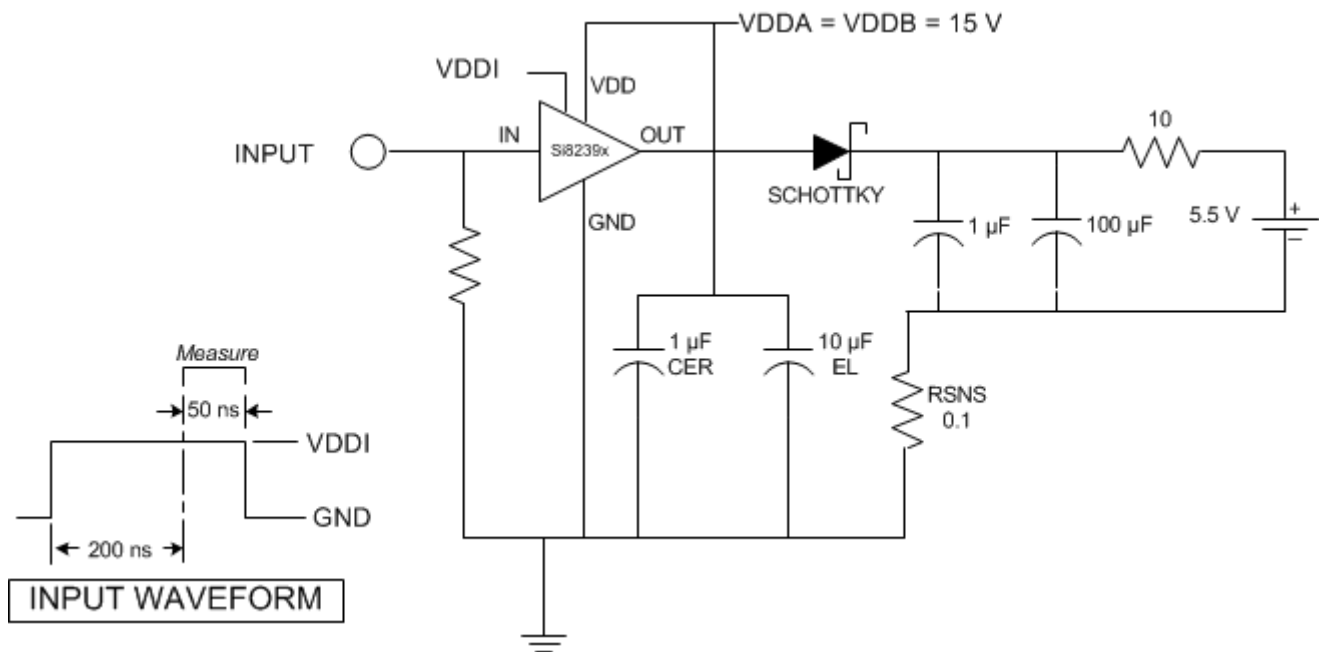 VDDA = VDDB = 15 V
VDDI
VDD
10
INPUT
IN
Si8239x
OUT
SCHOTTKY
GND
1 µF
100 µF
5.5 V
+
–
1 µF
CER
10 µF
EL
RSNS
0.1
Measure
50 ns
VDDI
GND
200 ns
INPUT WAVEFORM